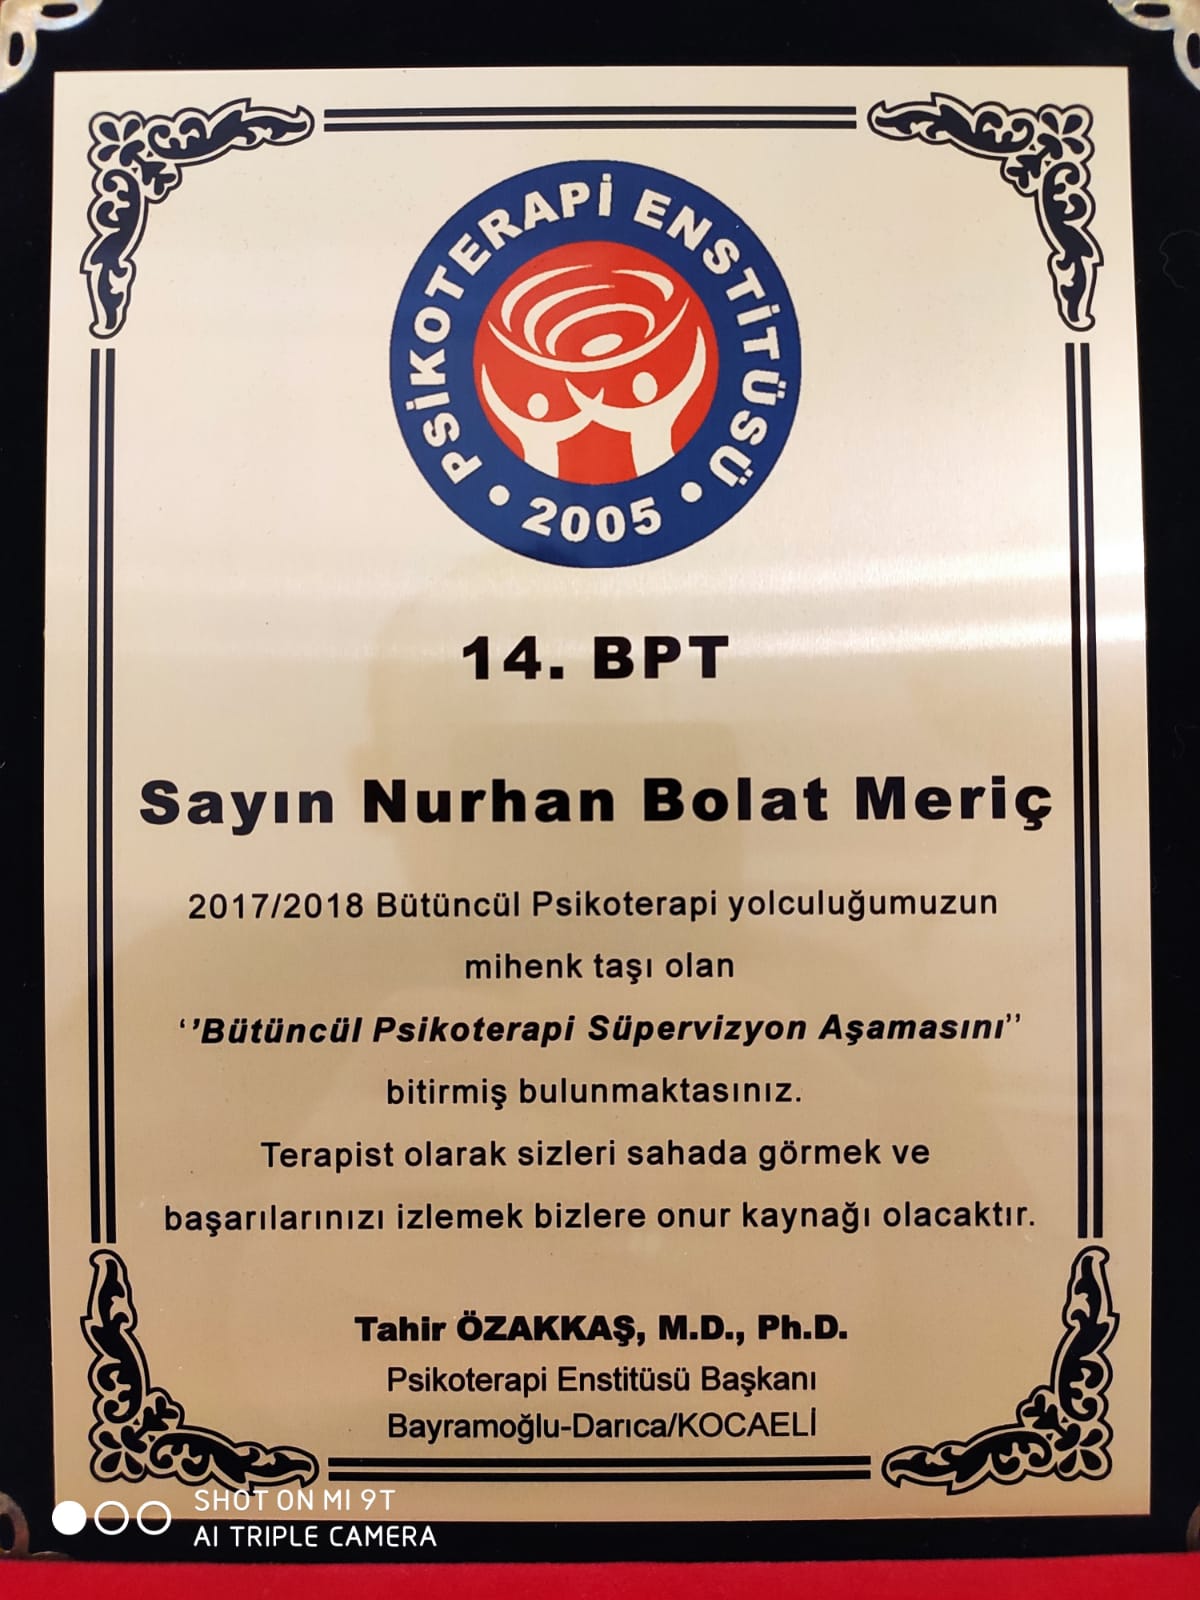 PSİKOTERAPİ ENSTİTÜSÜ
• 2005 •
14. BPT
Sayın Nurhan Bolat Meriç
2017/2018 Bütüncül Psikoterapi yolculuğumuzun
mihenk taşı olan
‘’Bütüncül Psikoterapi Süpervizyon Aşamasını’’
bitirmiş bulunmaktasınız.
Terapist olarak sizleri sahada görmek ve
başarılarınızı izlemek bizlere onur kaynağı olacaktır.
Tahir ÖZAKKAŞ, M.D., Ph.D.
Psikoterapi Enstitüsü Başkanı
Bayramoğlu-Darıca/KOCAELİ
SHOT ON MI 9T
AI TRIPLE CAMERA